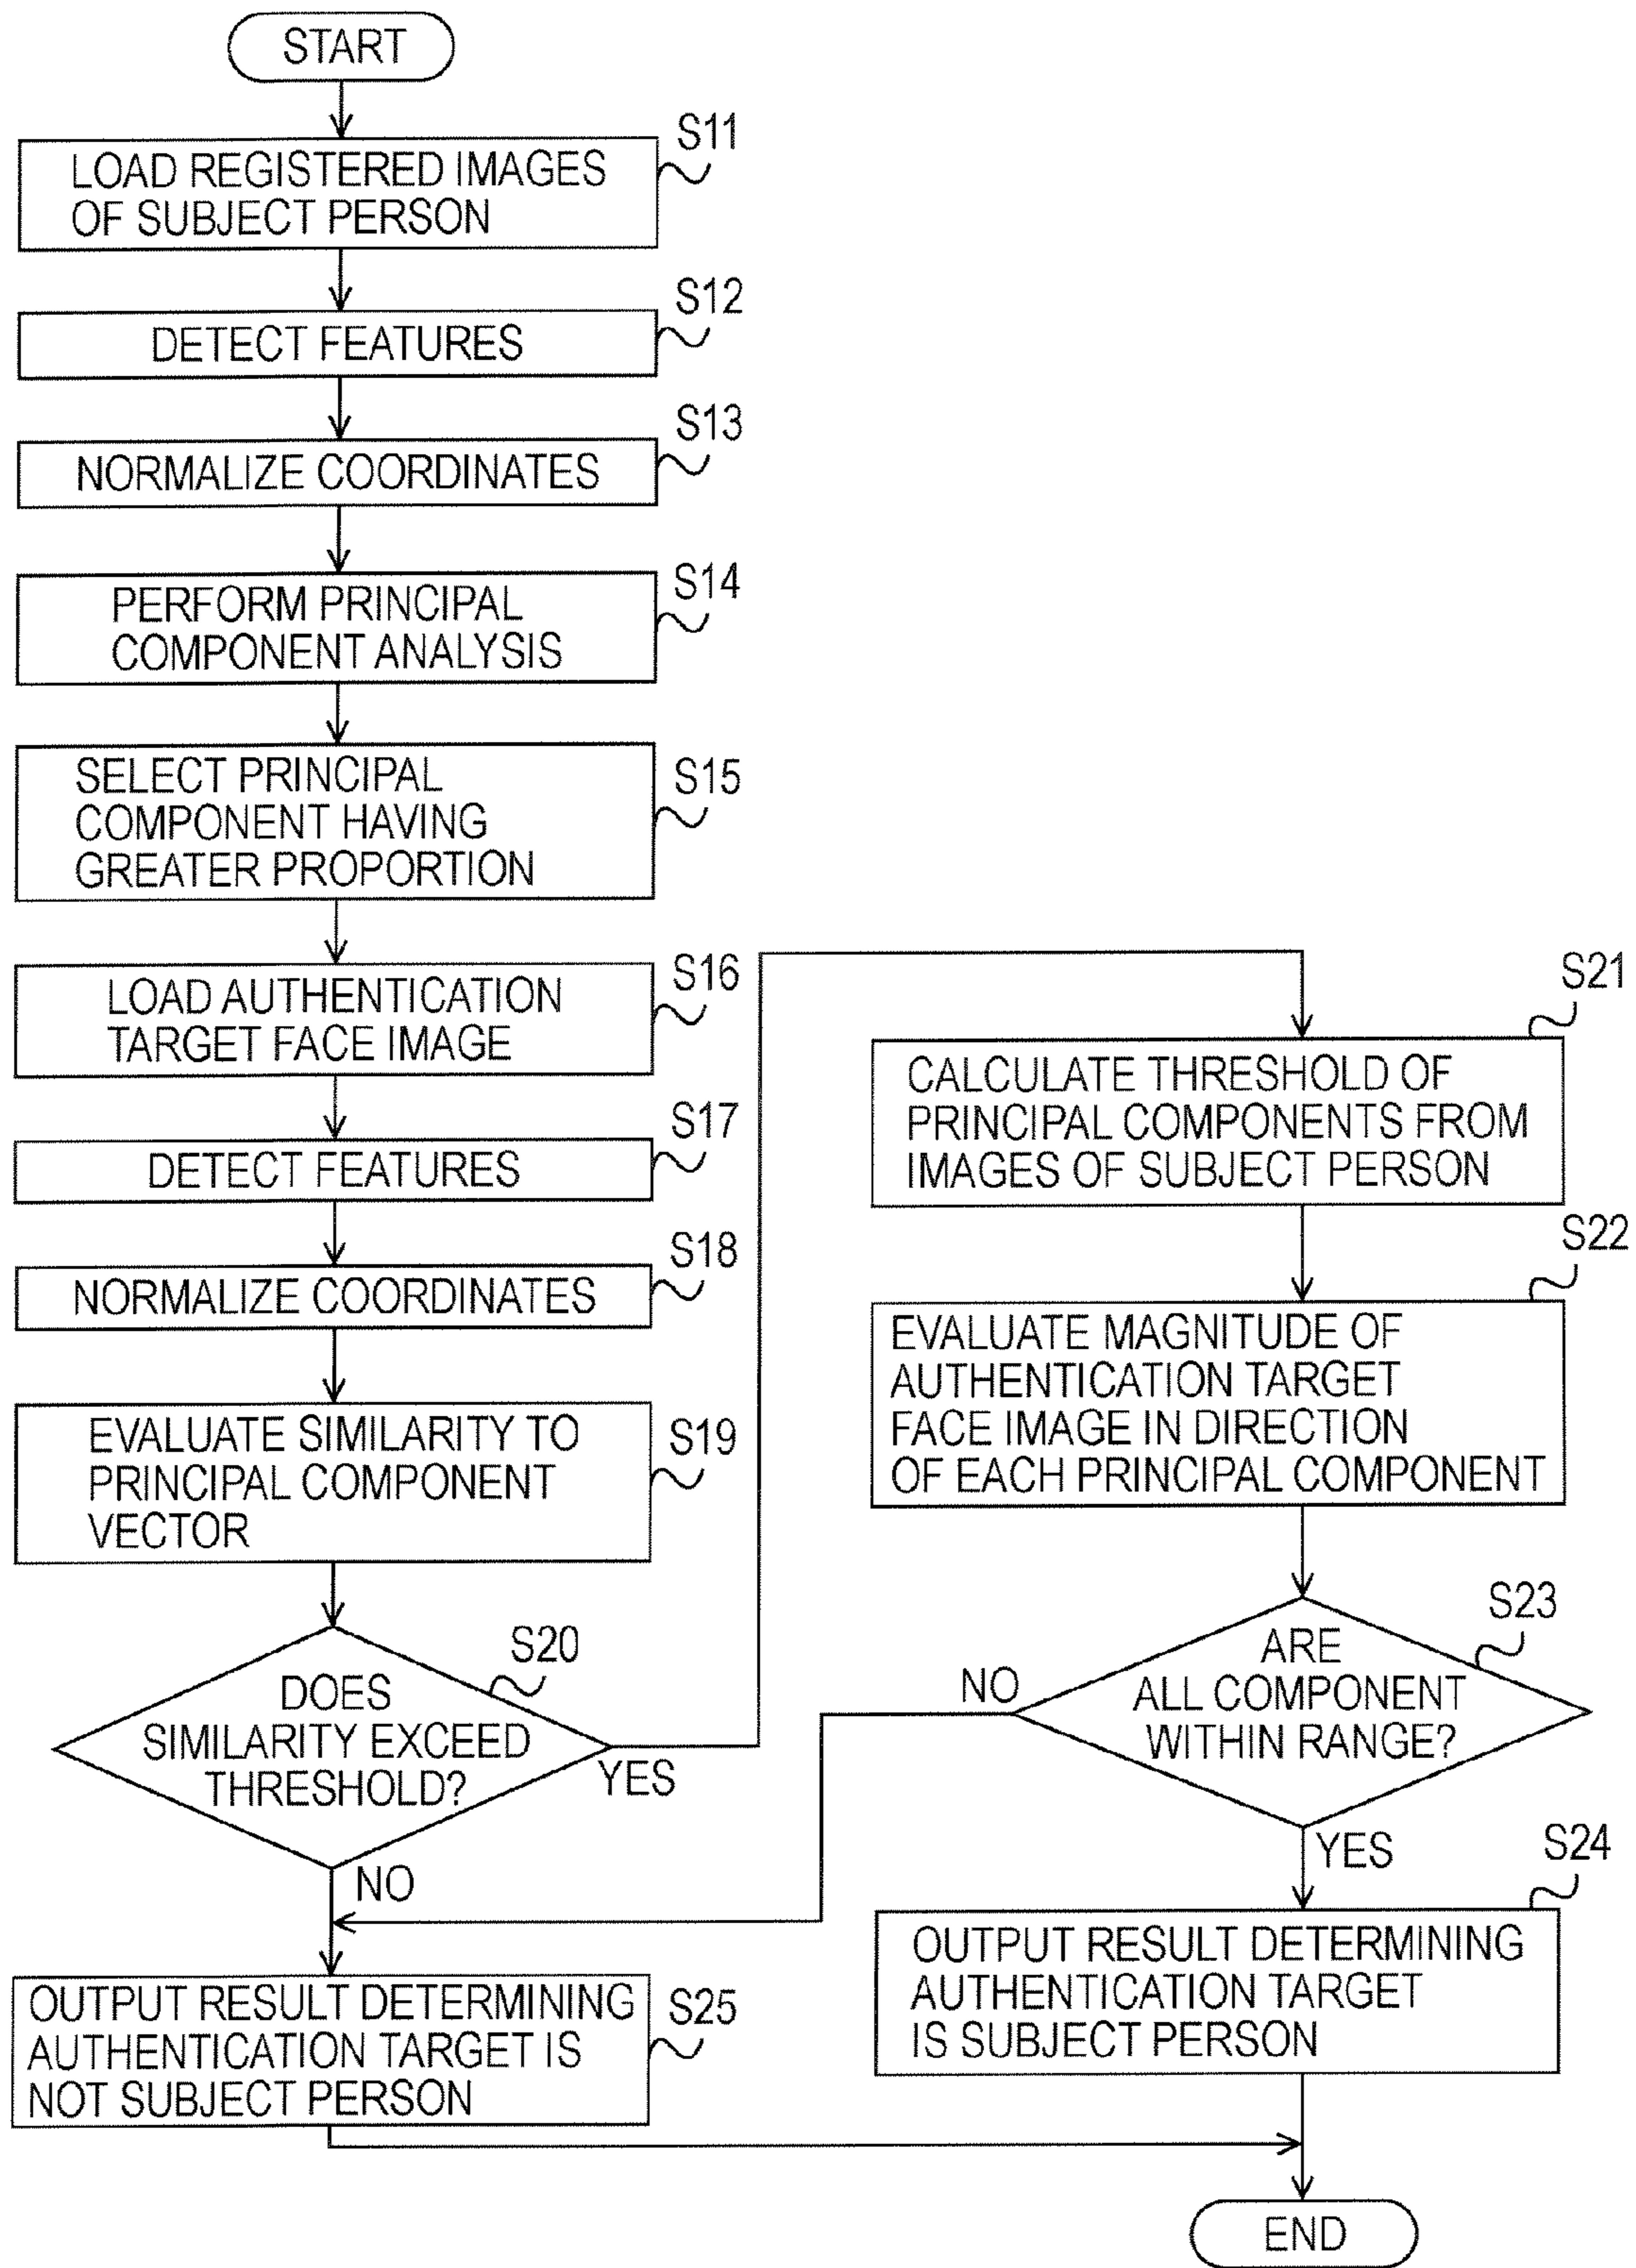 START
S11
LOAD REGISTERED IMAGES
OF SUBJECT PERSON
S12
DETECT FEATURES
S13
NORMALIZE COORDINATES
S14
PERFORM PRINCIPAL
COMPONENT ANALYSIS
S15
SELECT PRINCIPAL
COMPONENT HAVING
GREATER PROPORTION
S16
LOAD AUTHENTICATION
TARGET FACE IMAGE
S17
DETECT FEATURES
S18
NORMALIZE COORDINATES
S19
EVALUATE SIMILARITY TO
PRINCIPAL COMPONENT
VECTOR
S20
DOES
SIMILARITY EXCEED
THRESHOLD?
YES
NO
S21
CALCULATE THRESHOLD OF
PRINCIPAL COMPONENTS FROM
IMAGES OF SUBJECT PERSON
S22
EVALUATE MAGNITUDE OF
AUTHENTICATION TARGET
FACE IMAGE IN DIRECTION
OF EACH PRINCIPAL COMPONENT
S23
ARE
ALL COMPONENT
WITHIN RANGE?
NO
YES
S24
OUTPUT RESULT DETERMINING
AUTHENTICATION TARGET
IS SUBJECT PERSON
S25
OUTPUT RESULT DETERMINING
AUTHENTICATION TARGET IS
NOT SUBJECT PERSON
END